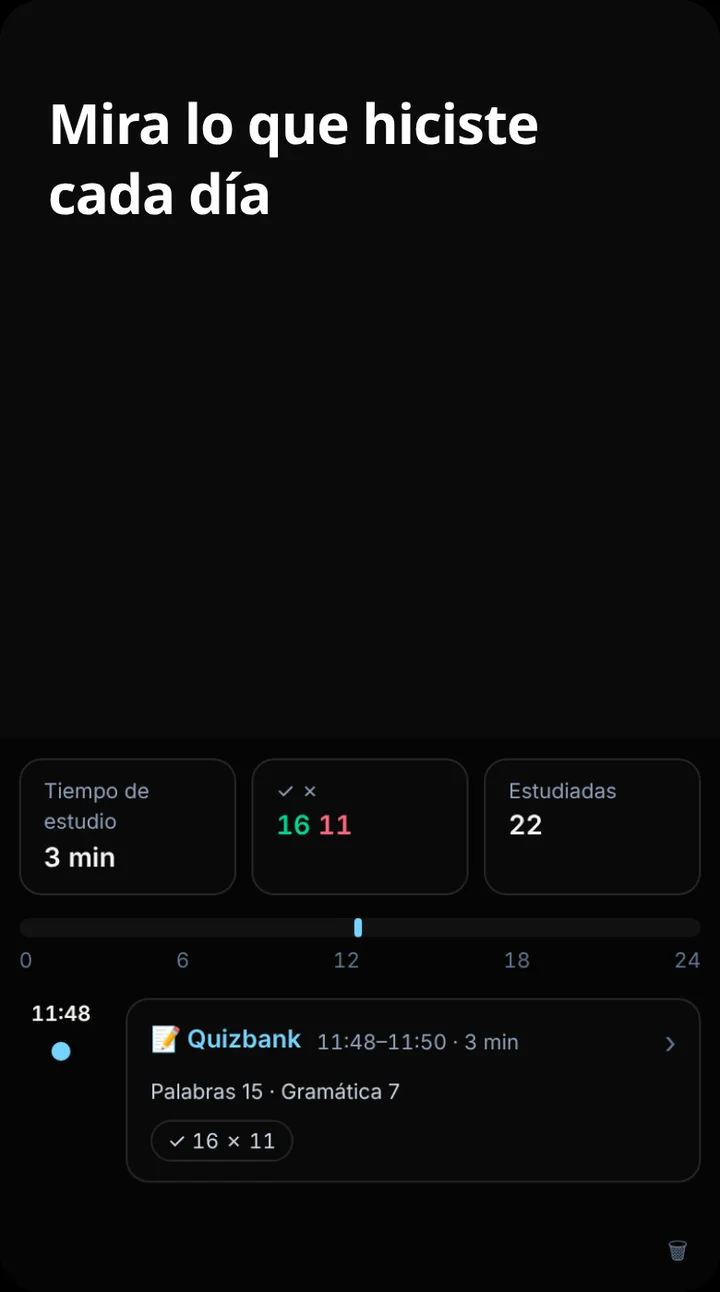 Mira lo que hiciste
cada día
Tiempo de
estudio
3 min
✓ ×
16 11
Estudiadas
22
0 6 12 18 24
11:48
Quizbank 11:48–11:50 · 3 min ›
Palabras 15 · Gramática 7
✓ 16 × 11